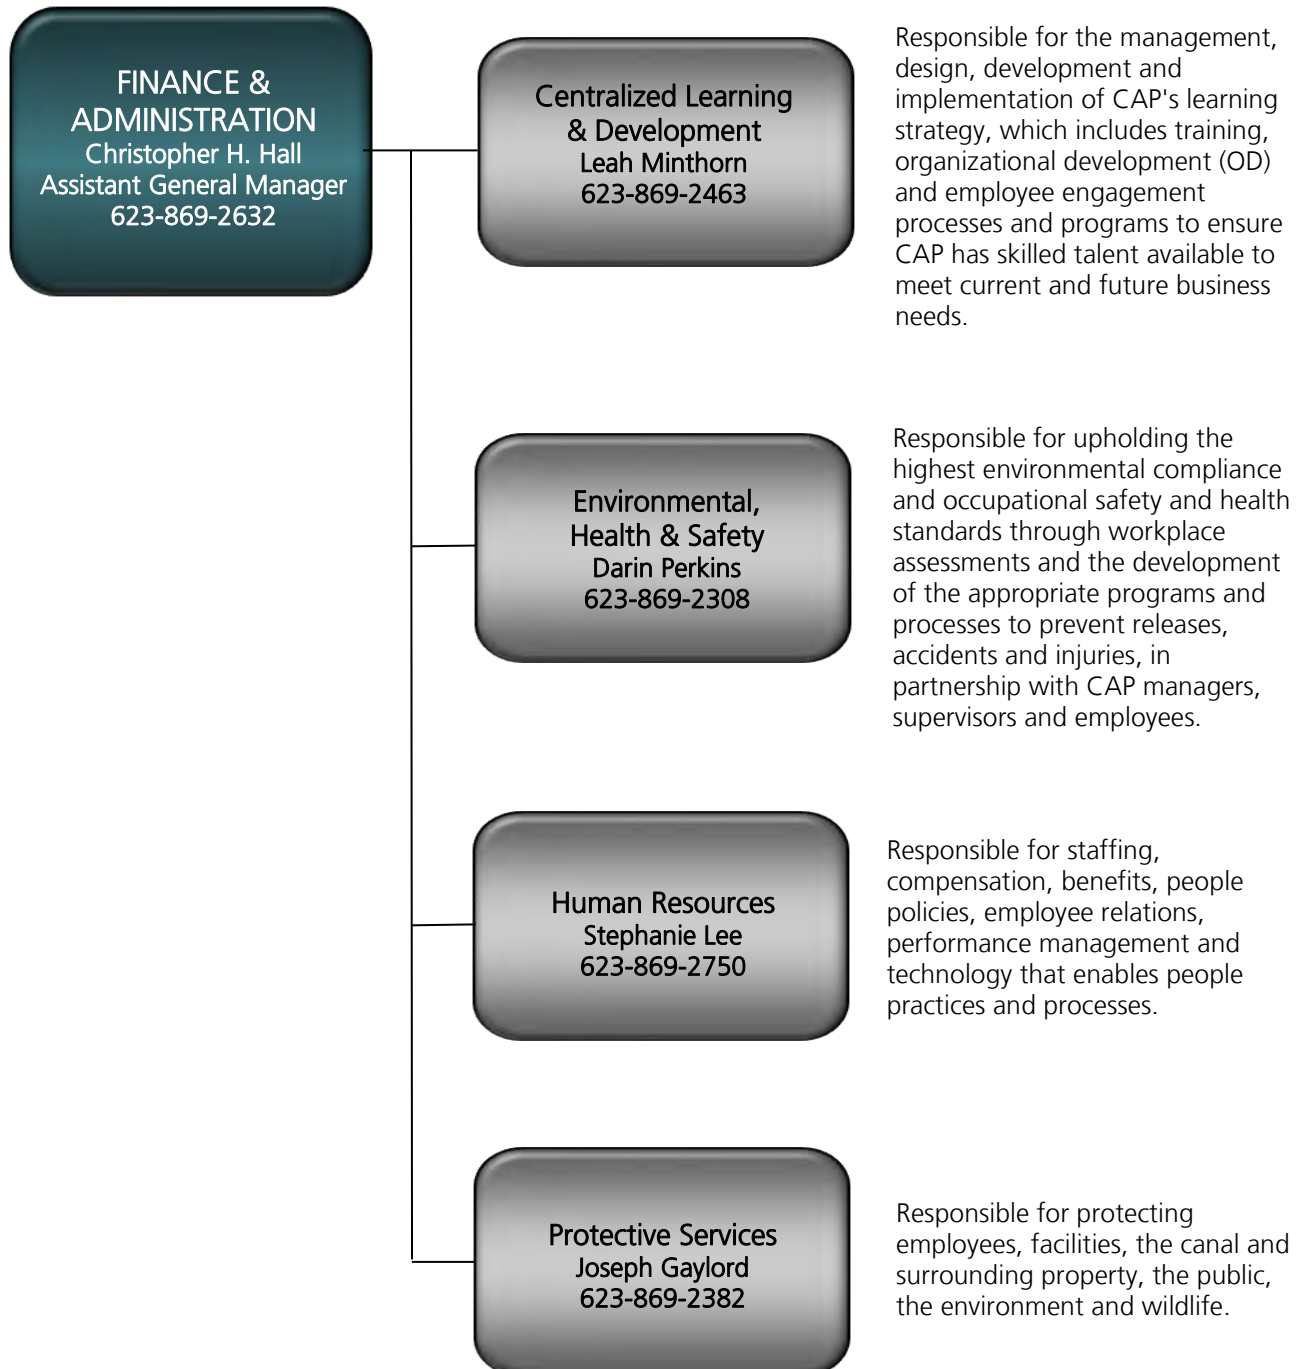 FINANCE &
ADMINISTRATION
Christopher H. Hall
Assistant General Manager
623-869-2632
Centralized Learning
& Development
Leah Minthorn
623-869-2463
Responsible for the management,
design, development and
implementation of CAP's learning
strategy, which includes training,
organizational development (OD)
and employee engagement
processes and programs to ensure
CAP has skilled talent available to
meet current and future business
needs.
Environmental,
Health & Safety
Darin Perkins
623-869-2308
Responsible for upholding the
highest environmental compliance
and occupational safety and health
standards through workplace
assessments and the development
of the appropriate programs and
processes to prevent releases,
accidents and injuries, in
partnership with CAP managers,
supervisors and employees.
Human Resources
Stephanie Lee
623-869-2750
Responsible for staffing,
compensation, benefits, people
policies, employee relations,
performance management and
technology that enables people
practices and processes.
Protective Services
Joseph Gaylord
623-869-2382
Responsible for protecting
employees, facilities, the canal and
surrounding property, the public,
the environment and wildlife.